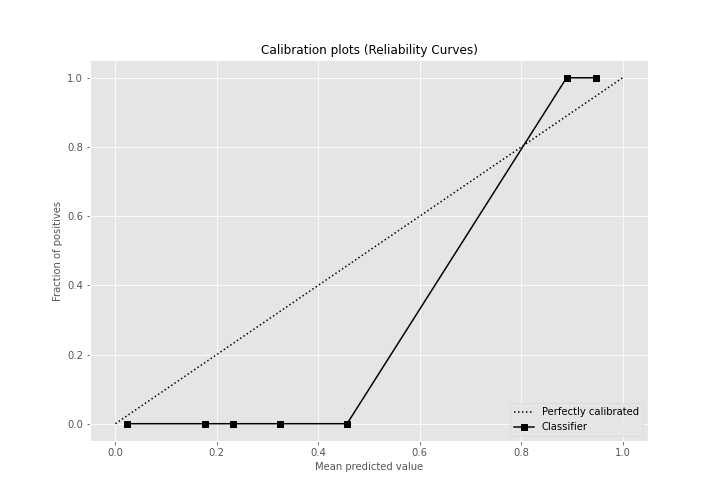 Calibration plots (Reliability Curves)
1.0
0.8
0.6
0.4
0.2
0.0
Fraction of positives
0.0 0.2 0.4 0.6 0.8 1.0
Mean predicted value
Perfectly calibrated
Classifier